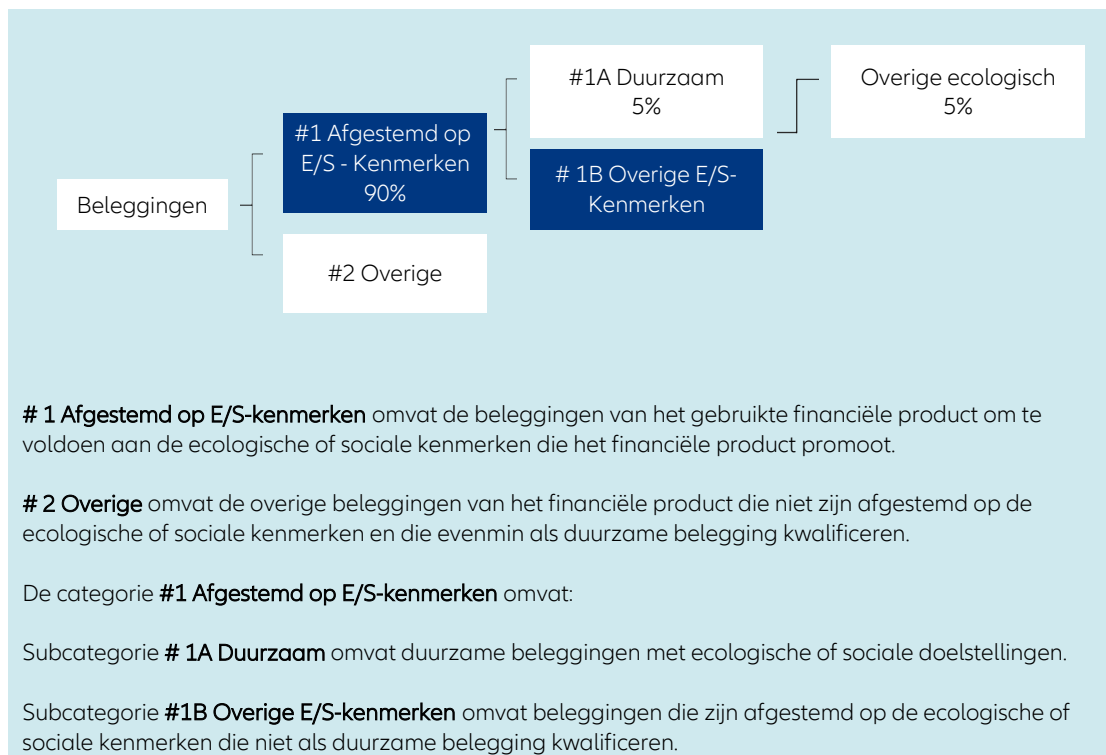 #1A Duurzaam
5%
Overige ecologisch
5%
#1 Afgestemd op
E/S - Kenmerken
90%
# 1B Overige E/S-
Kenmerken
Beleggingen
#2 Overige
# 1 Afgestemd op E/S-kenmerken omvat de beleggingen van het gebruikte financiële product om te
voldoen aan de ecologische of sociale kenmerken die het financiële product promoot.
# 2 Overige omvat de overige beleggingen van het financiële product die niet zijn afgestemd op de
ecologische of sociale kenmerken en die evenmin als duurzame belegging kwalificeren.
De categorie #1 Afgestemd op E/S-kenmerken omvat:
Subcategorie # 1A Duurzaam omvat duurzame beleggingen met ecologische of sociale doelstellingen.
Subcategorie #1B Overige E/S-kenmerken omvat beleggingen die zijn afgestemd op de ecologische of
sociale kenmerken die niet als duurzame belegging kwalificeren.